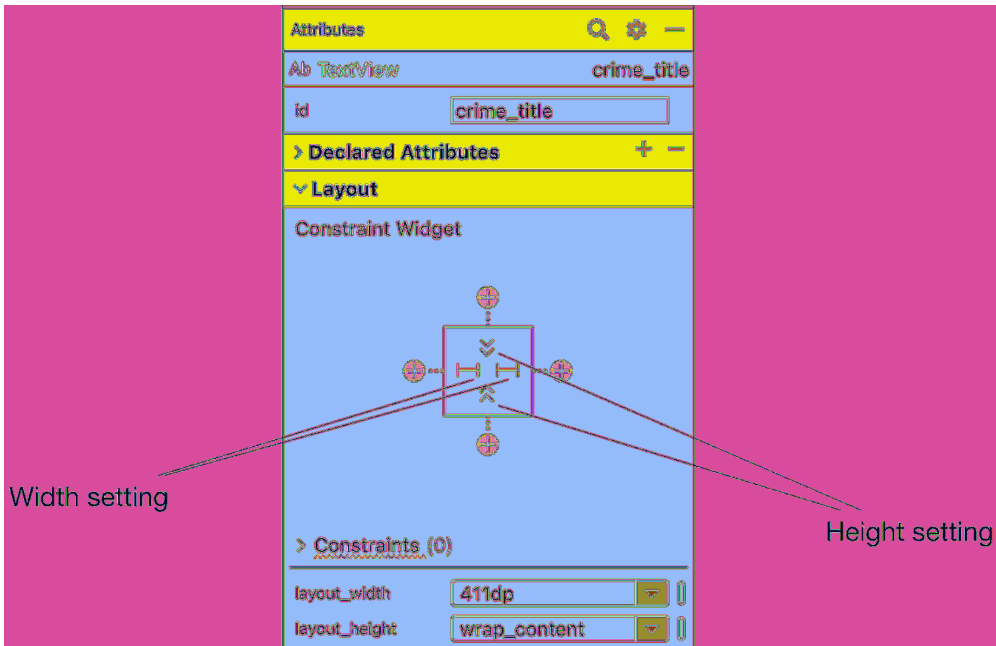 Attributes
Ab TextView crime_title
id crime_title
Declared Attributes
Layout
Constraint Widget
Width setting
Height setting
Constraints (0)
layout_width 411dp
layout_height wrap_content